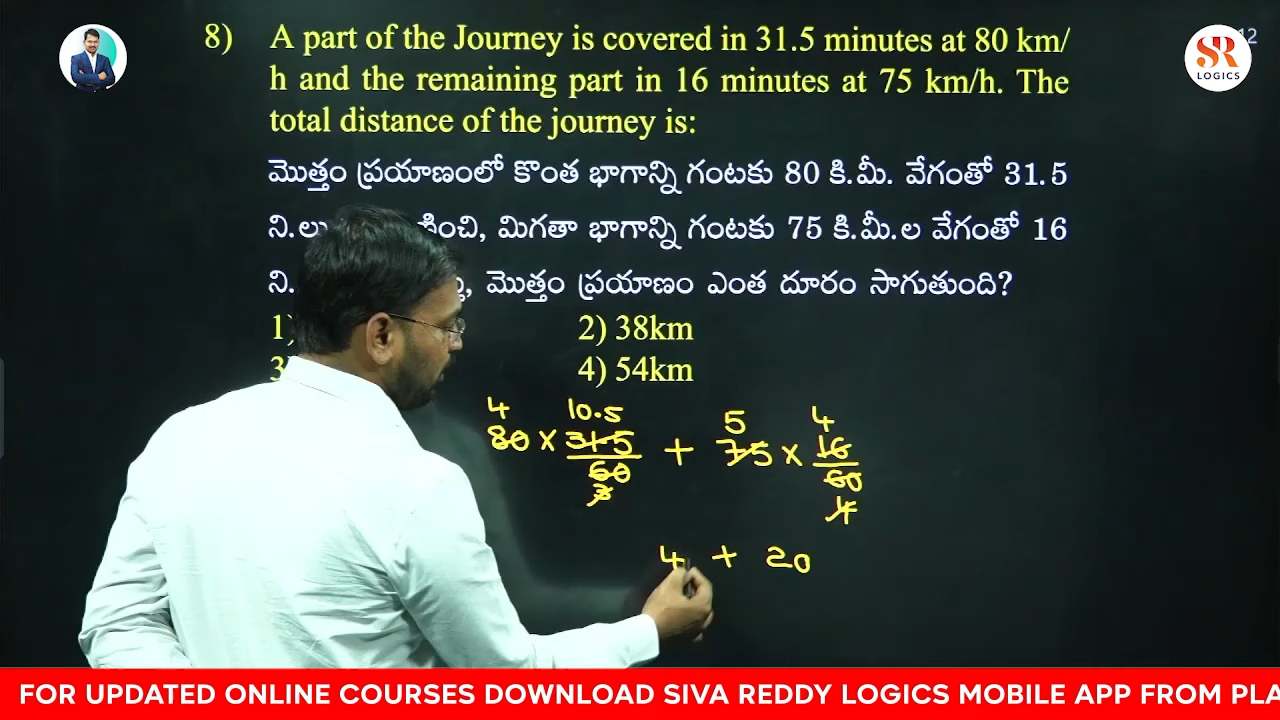 8) A part of the Journey is covered in 31.5 minutes at 80 km/
12
SR
LOGICS
h and the remaining part in 16 minutes at 75 km/h. The
total distance of the journey is:
మొత్తం ప్రయాణంలో కొంత భాగాన్ని గంటకు 80 కి.మీ. వేగంతో 31.5
ని.లు ించి, మిగతా భాగాన్ని గంటకు 75 కి.మీ.ల వేగంతో 16
ని. మొత్తం ప్రయాణం ఎంత దూరం సాగుతుంది?
1) 2) 38km
3) 4) 54km
4 10.5 5 4
80 × 31.5 + 75 × 16
60 60
3 4
4 + 20
FOR UPDATED ONLINE COURSES DOWNLOAD SIVA REDDY LOGICS MOBILE APP FROM PLA